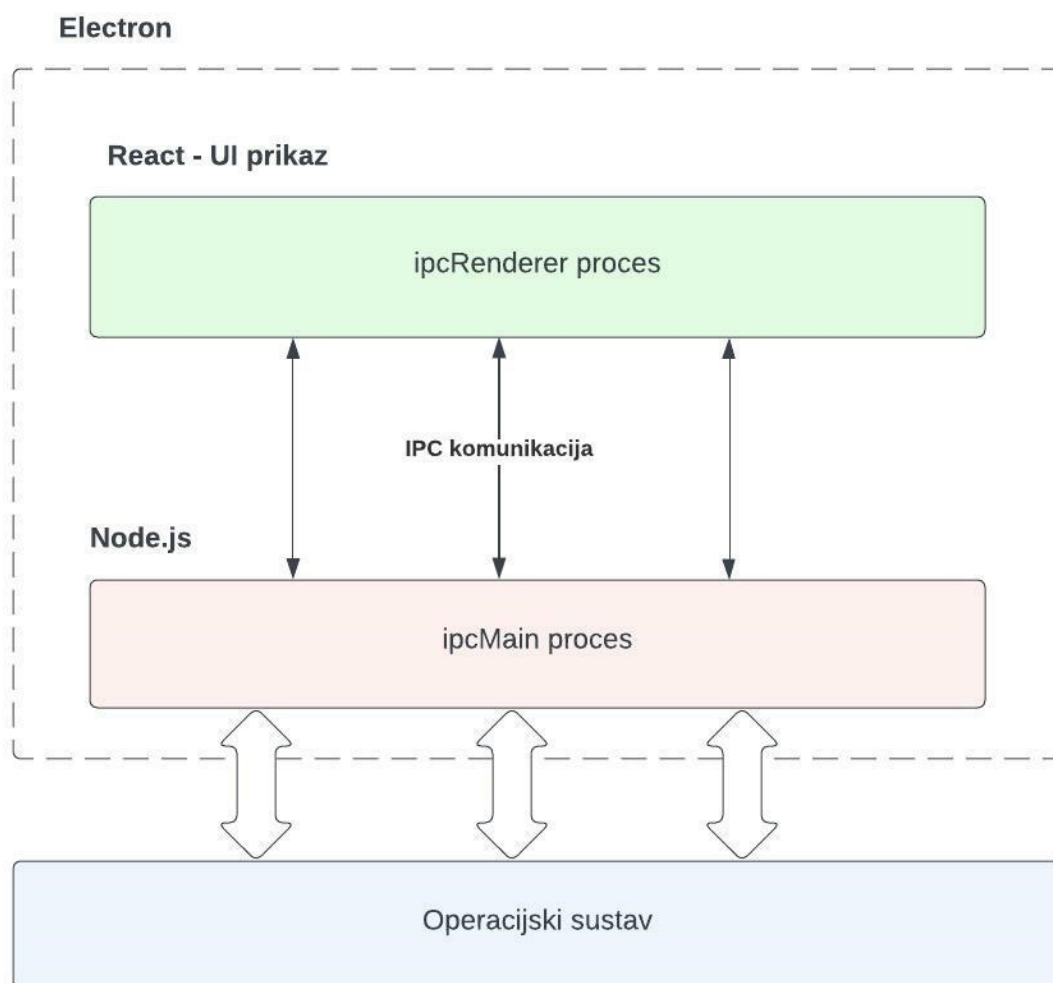 Electron
React - UI prikaz
ipcRenderer proces
IPC komunikacija
Node.js
ipcMain proces
Operacijski sustav